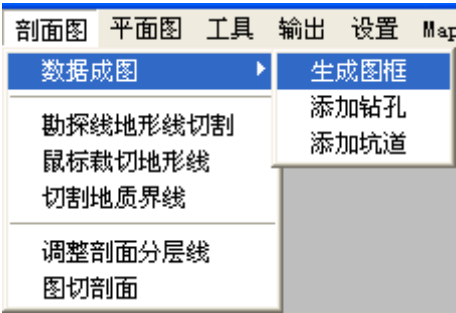 剖面图 平面图 工具 输出 设置 Map
数据成图
生成图框
添加钻孔
添加坑道
勘探线地形线切割
鼠标裁切地形线
切割地质界线
调整剖面分层线
图切剖面